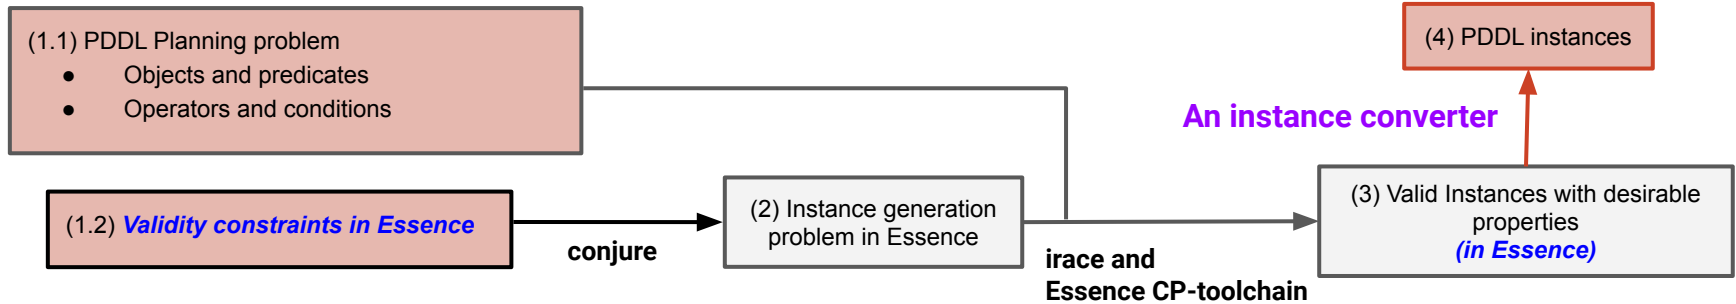 (1.1) PDDL Planning problem
● Objects and predicates
● Operators and conditions
(1.2) Validity constraints in Essence
conjure
(2) Instance generation
problem in Essence
irace and
Essence CP-toolchain
(3) Valid Instances with desirable
properties
(in Essence)
An instance converter
(4) PDDL instances